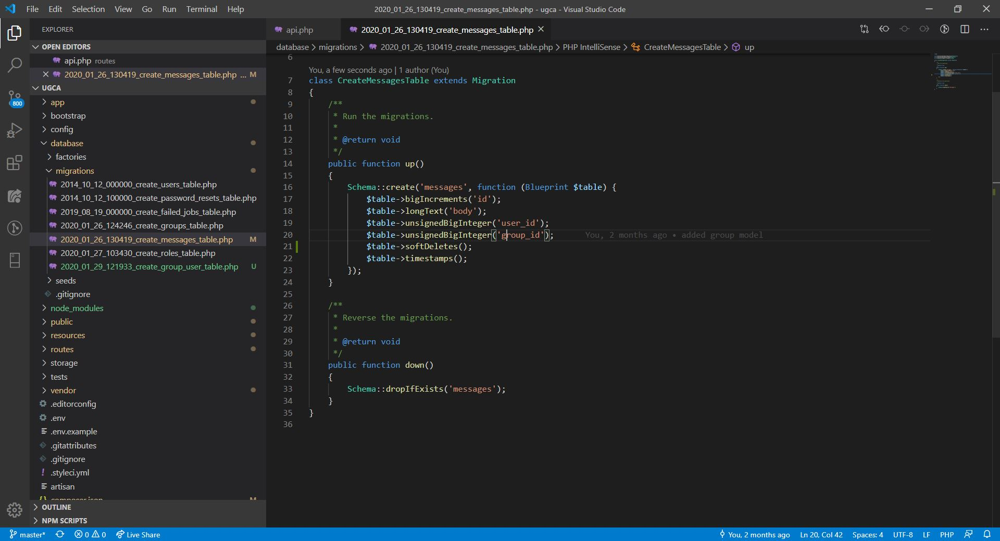 File Edit Selection View Go Run Terminal Help
2020_01_26_130419_create_messages_table.php - ugca - Visual Studio Code
EXPLORER
OPEN EDITORS
api.php routes
2020_01_26_130419_create_messages_table.php ... M
UGCA
app
bootstrap
config
database
factories
migrations
2014_10_12_000000_create_users_table.php
2014_10_12_100000_create_password_resets_table.php
2019_08_19_000000_create_failed_jobs_table.php
2020_01_26_124246_create_groups_table.php
2020_01_26_130419_create_messages_table.php M
2020_01_27_103430_create_roles_table.php
2020_01_29_121933_create_group_user_table.php U
seeds
.gitignore
node_modules
public
resources
routes
storage
tests
vendor
.editorconfig
.env
.env.example
.gitattributes
.gitignore
.styleci.yml
artisan
composer.json M
OUTLINE
NPM SCRIPTS
800
api.php
2020_01_26_130419_create_messages_table.php
database > migrations > 2020_01_26_130419_create_messages_table.php > PHP IntelliSense > CreateMessagesTable > up
6
You, a few seconds ago | 1 author (You)
7 class CreateMessagesTable extends Migration
8 {
9 /**
10 * Run the migrations.
11 *
12 * @return void
13 */
14 public function up()
15 {
16 Schema::create('messages', function (Blueprint $table) {
17 $table->bigIncrements('id');
18 $table->longText('body');
19 $table->unsignedBigInteger('user_id');
20 $table->unsignedBigInteger('group_id'); You, 2 months ago • added group model
21 $table->softDeletes();
22 $table->timestamps();
23 });
24 }
25
26 /**
27 * Reverse the migrations.
28 *
29 * @return void
30 */
31 public function down()
32 {
33 Schema::dropIfExists('messages');
34 }
35 }
36
master* 0 0 Live Share
You, 2 months ago Ln 20, Col 42 Spaces: 4 UTF-8 LF PHP